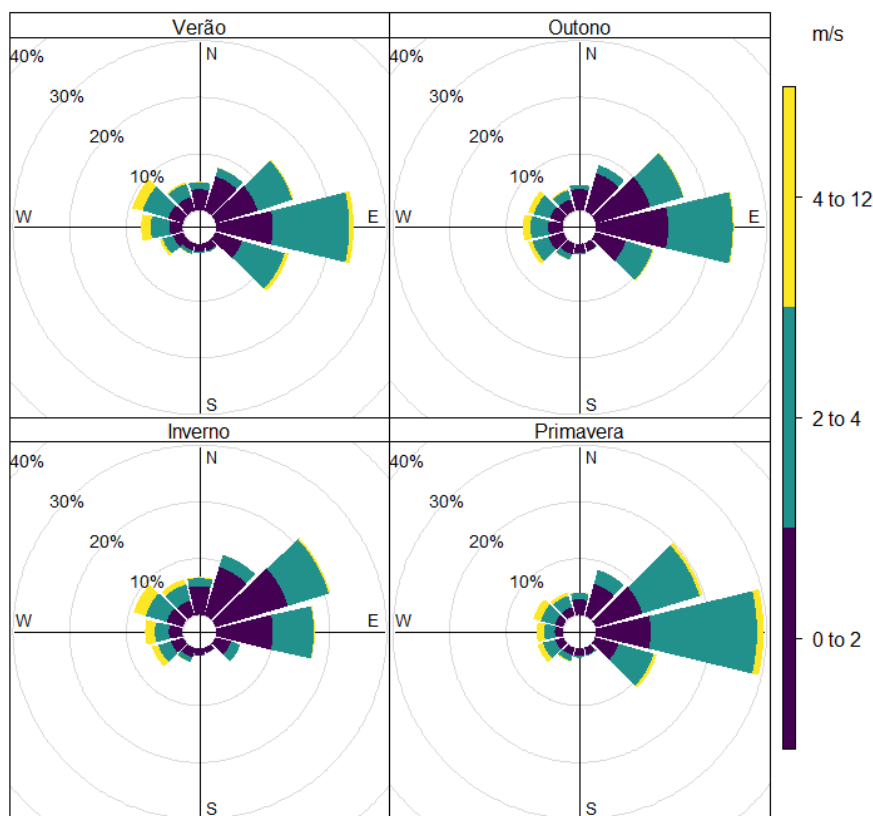 Verão
40%
30%
20%
10%
N
W
E
S
Outono
40%
30%
20%
10%
N
W
E
S
m/s
4 to 12
2 to 4
0 to 2
Inverno
40%
30%
20%
10%
N
W
E
S
Primavera
40%
30%
20%
10%
N
W
E
S